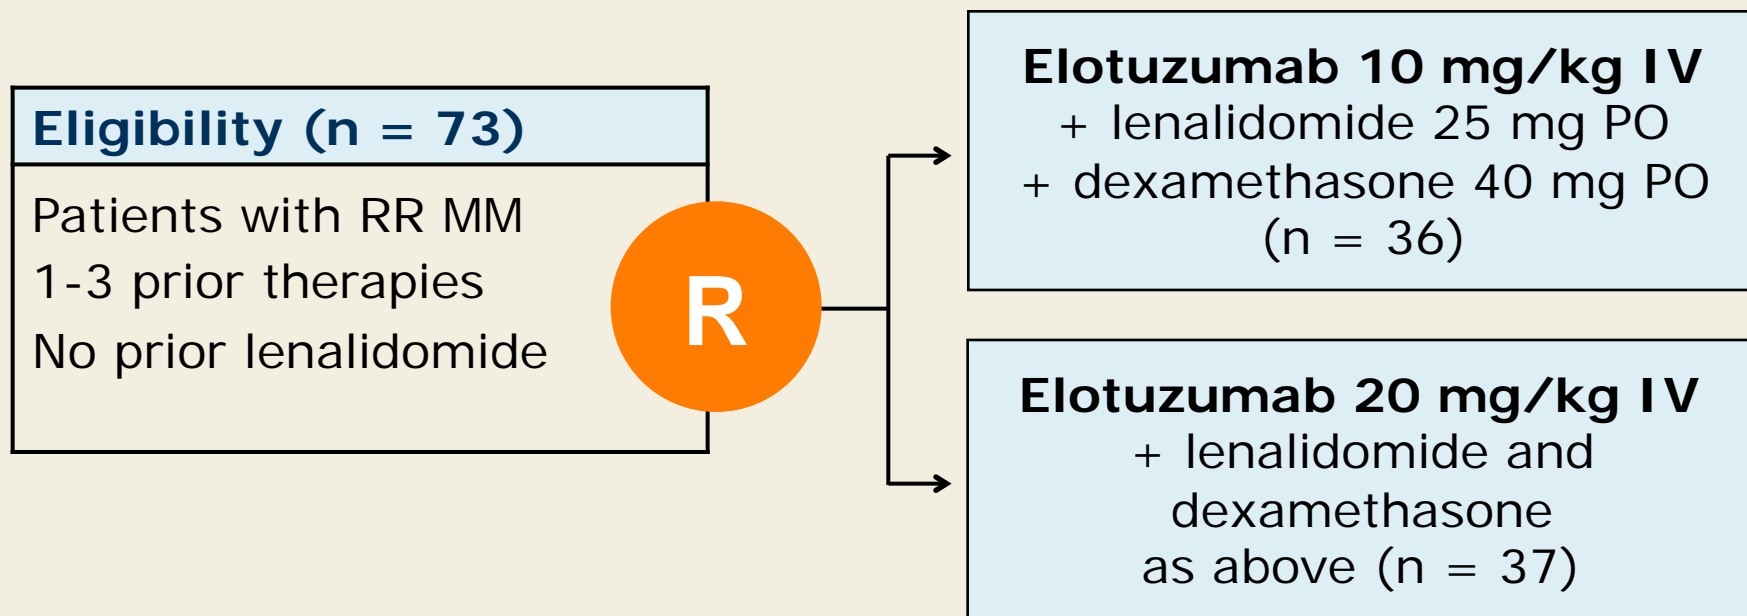 Eligibility (n = 73)
Patients with RR MM
1-3 prior therapies
No prior lenalidomide
R
Elotuzumab 10 mg/kg IV
+ lenalidomide 25 mg PO
+ dexamethasone 40 mg PO
(n = 36)
Elotuzumab 20 mg/kg IV
+ lenalidomide and
dexamethasone
as above (n = 37)